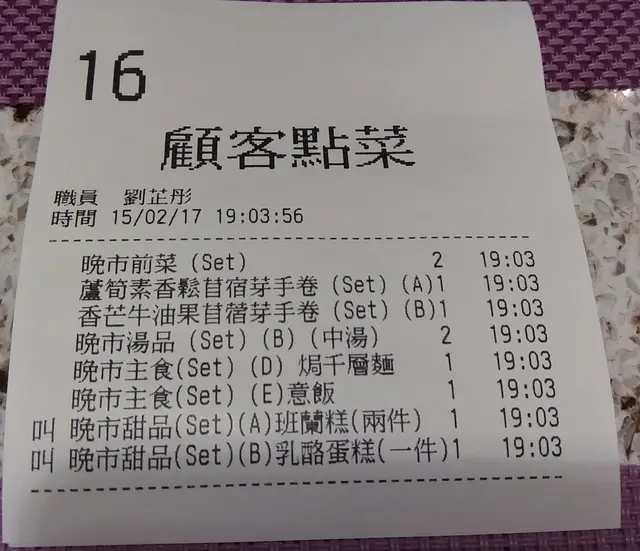 16
顧客點菜
職員 劉芷彤
時間 15/02/17 19:03:56
晚市前菜 (Set) 2 19:03
蘆筍素香鬆苜宿芽手卷 (Set) (A)1 19:03
香芒牛油果苜蓿芽手卷 (Set) (B)1 19:03
晚市湯品 (Set) (B) (中湯) 2 19:03
晚市主食(Set) (D) 焗千層麵 1 19:03
晚市主食(Set) (E)意飯 1 19:03
叫 晚市甜品(Set)(A)班蘭糕(兩件) 1 19:03
叫 晚市甜品(Set)(B)乳酪蛋糕(一件)1 19:03